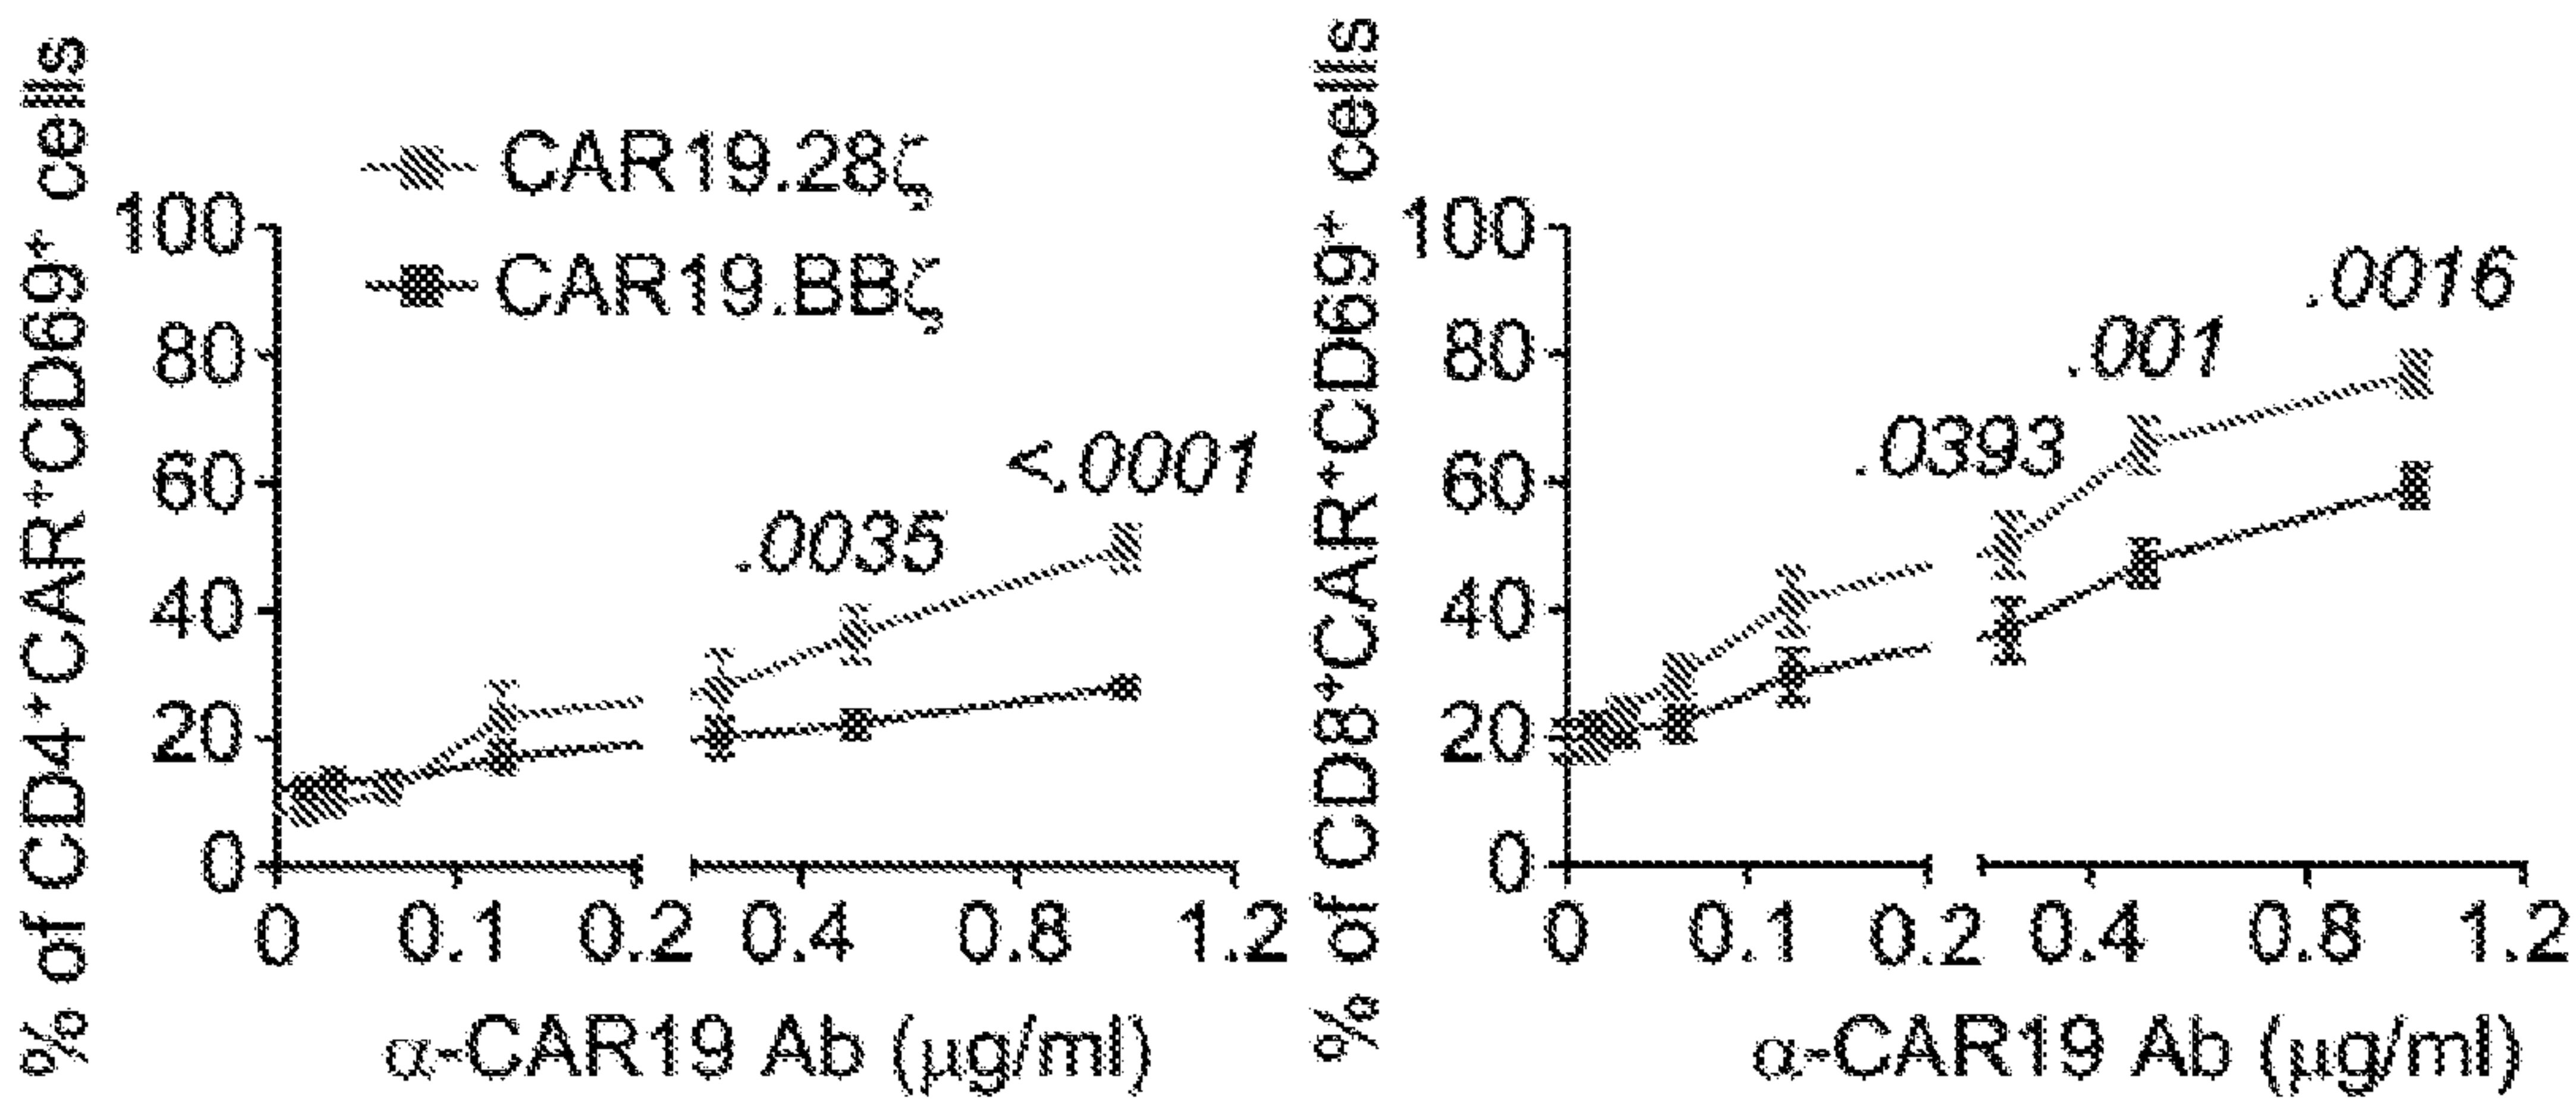 % of CD4⁺CAR⁺CD69⁺ cells
CAR19.28ζ
CAR19.BBζ
100
80
60
40
20
0
.0035
<.0001
0 0.1 0.2 0.4 0.8 1.2
α-CAR19 Ab (μg/ml)
% of CD8⁺CAR⁺CD69⁺ cells
100
80
60
40
20
0
.0393
.001
.0016
0 0.1 0.2 0.4 0.8 1.2
α-CAR19 Ab (μg/ml)